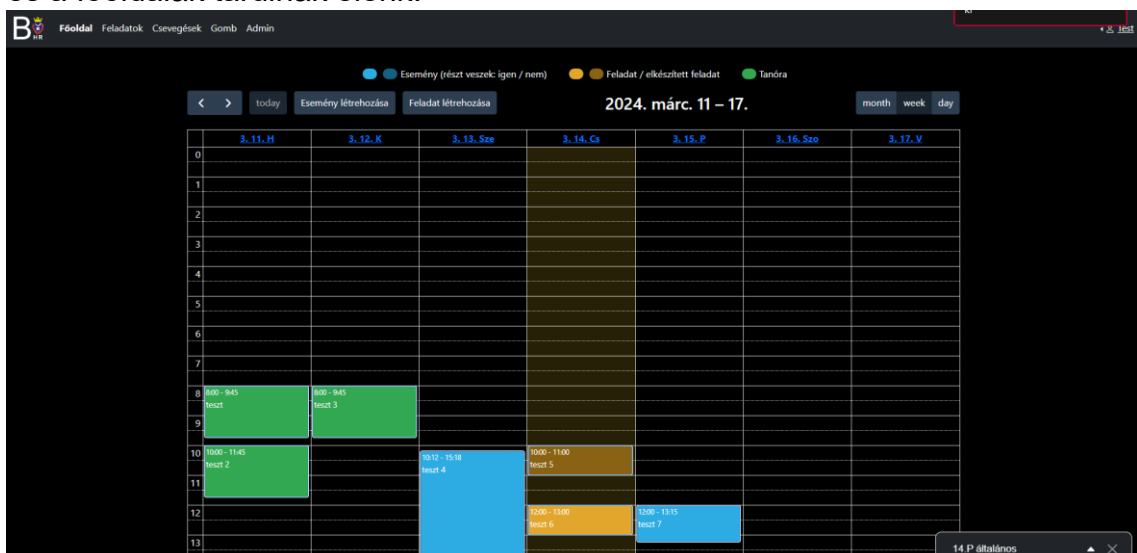 B HR Főoldal Feladatok Csevegések Gomb Admin Test
Esemény (részt veszek: igen / nem) Feladat / elkészített feladat Tanóra
today Esemény létrehozása Feladat létrehozása 2024. márc. 11 – 17. month week day
3. 11. H 3. 12. K 3. 13. Sze 3. 14. Cs 3. 15. P 3. 16. Szo 3. 17. V
0
1
2
3
4
5
6
7
8 8:00 - 9:45 8:00 - 9:45
teszt teszt 3
9
10 10:00 - 11:45 10:12 - 15:18 10:00 - 11:00
teszt 2 teszt 4 teszt 5
11
12 12:00 - 13:00 12:00 - 13:15
teszt 6 teszt 7
13
14.P általános